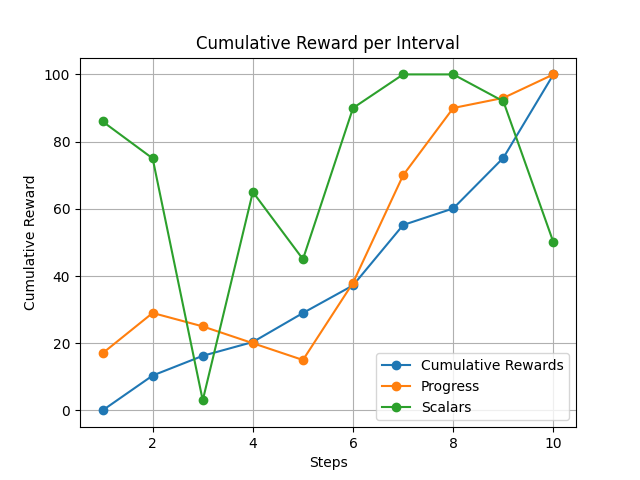 Cumulative Reward per Interval
100
80
60
40
20
0
Cumulative Reward
2
4
6
8
10
Steps
Cumulative Rewards
Progress
Scalars